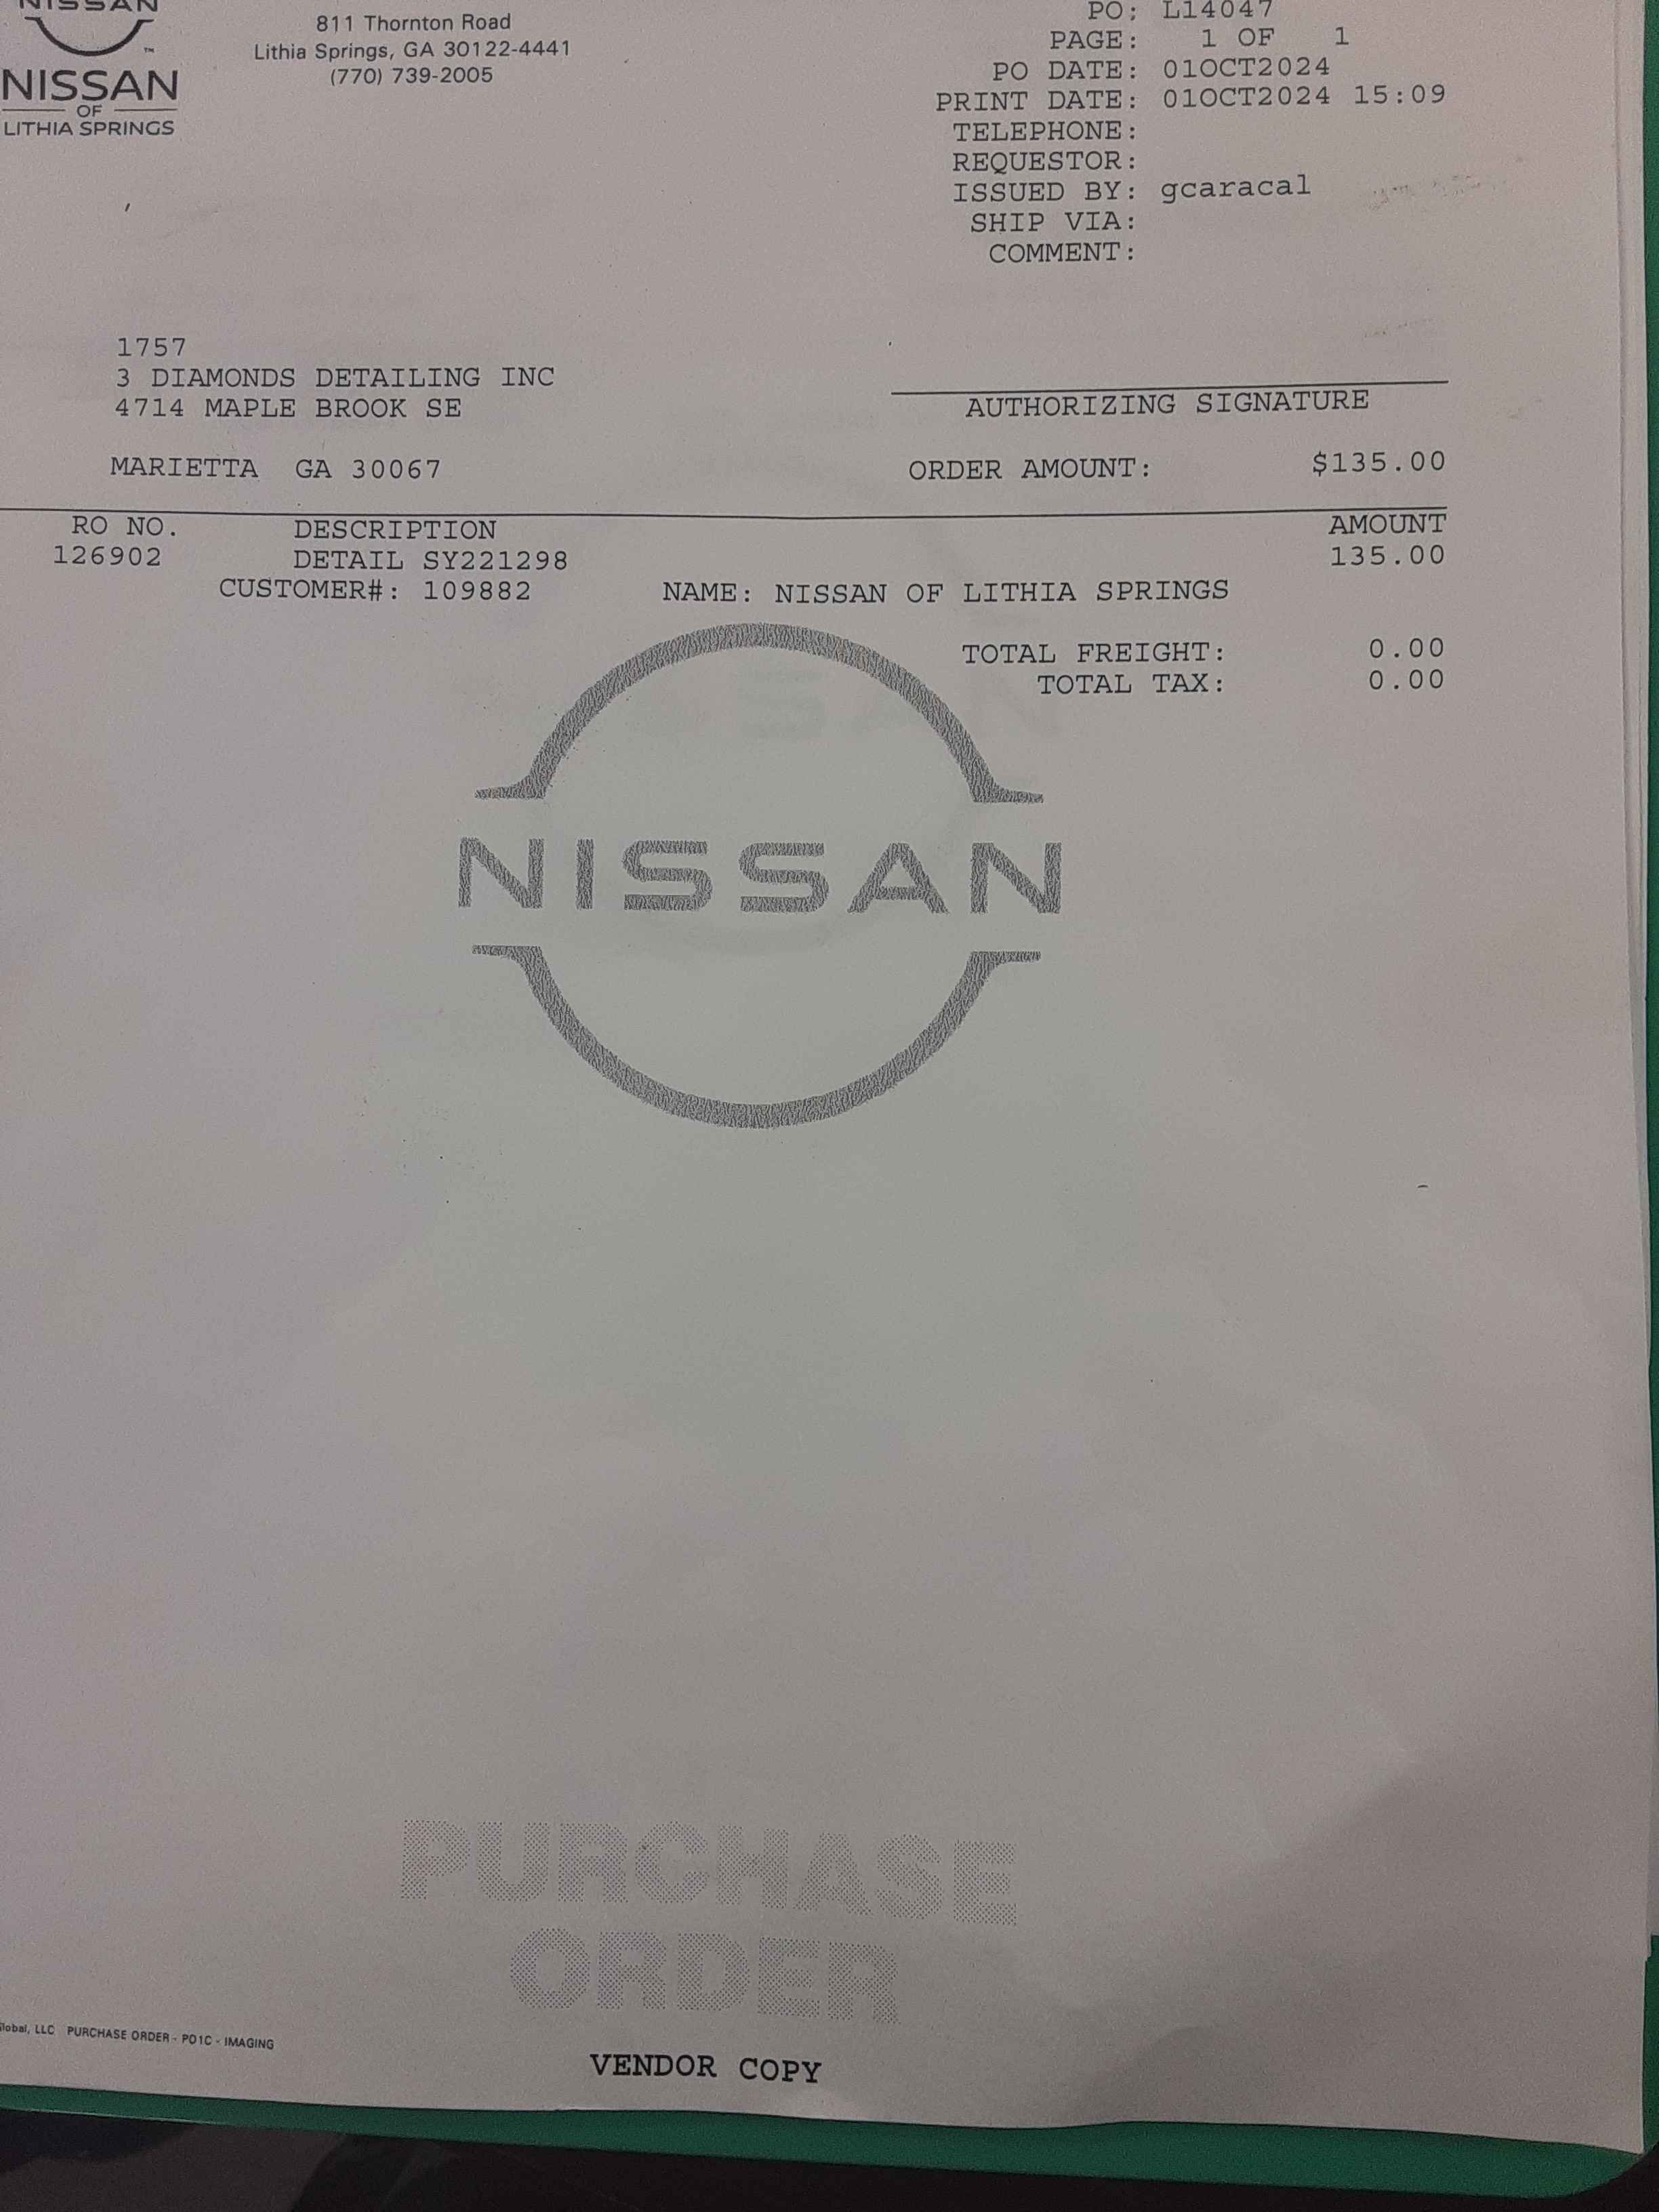 NISSAN
NISSAN
OF
LITHIA SPRINGS
811 Thornton Road
Lithia Springs, GA 30122-4441
(770) 739-2005
PO: L14047
PAGE: 1 OF 1
PO DATE: 01OCT2024
PRINT DATE: 01OCT2024 15:09
TELEPHONE:
REQUESTOR:
ISSUED BY: gcaracal
SHIP VIA:
COMMENT:
1757
3 DIAMONDS DETAILING INC
4714 MAPLE BROOK SE
MARIETTA GA 30067
AUTHORIZING SIGNATURE
ORDER AMOUNT: $135.00
RO NO. DESCRIPTION AMOUNT
126902 DETAIL SY221298 135.00
CUSTOMER#: 109882 NAME: NISSAN OF LITHIA SPRINGS
TOTAL FREIGHT: 0.00
TOTAL TAX: 0.00
NISSAN
PURCHASE
ORDER
Global, LLC PURCHASE ORDER - PO1C - IMAGING
VENDOR COPY